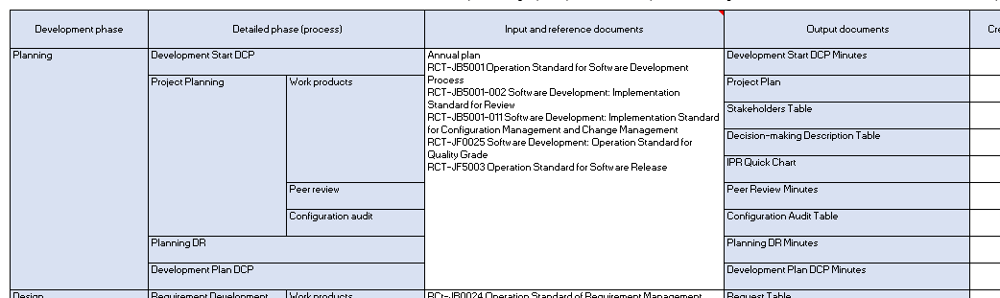 Development phase
Detailed phase (process)
Input and reference documents
Output documents
Planning
Development Start DCP
Annual plan
RCT-JB5001 Operation Standard for Software Development
Process
RCT-JB5001-002 Software Development: Implementation
Standard for Review
RCT-JB5001-011 Software Development: Implementation Standard
for Configuration Management and Change Management
RCT-JF0025 Software Development: Operation Standard for
Quality Grade
RCT-JF5003 Operation Standard for Software Release
Development Start DCP Minutes
Project Planning
Work products
Project Plan
Stakeholders Table
Decision-making Description Table
IPR Quick Chart
Peer review
Peer Review Minutes
Configuration audit
Configuration Audit Table
Planning DR
Planning DR Minutes
Development Plan DCP
Development Plan DCP Minutes
Design
Requirement Development
Work products
RCt-JB0024 Operation Standard of Requirement Management
Request Table